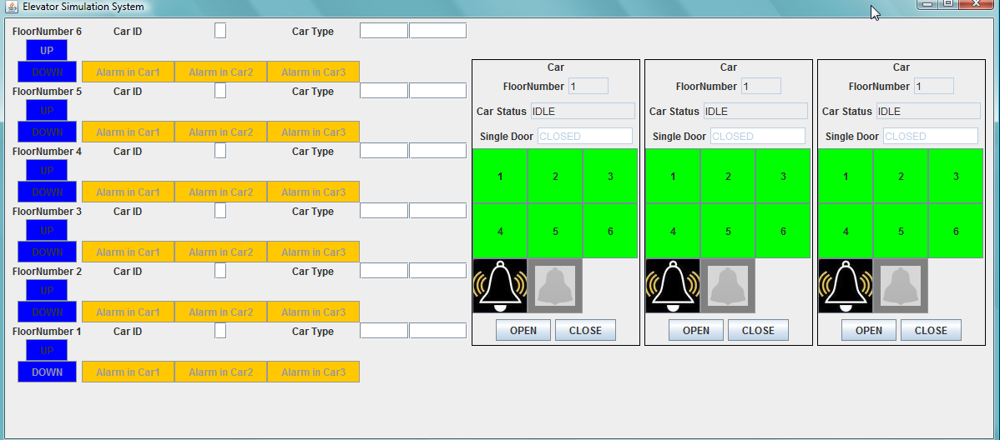 Elevator Simulation System
FloorNumber 6 Car ID Car Type
UP
DOWN Alarm in Car1 Alarm in Car2 Alarm in Car3
FloorNumber 5 Car ID Car Type
UP
DOWN Alarm in Car1 Alarm in Car2 Alarm in Car3
FloorNumber 4 Car ID Car Type
UP
DOWN Alarm in Car1 Alarm in Car2 Alarm in Car3
FloorNumber 3 Car ID Car Type
UP
DOWN Alarm in Car1 Alarm in Car2 Alarm in Car3
FloorNumber 2 Car ID Car Type
UP
DOWN Alarm in Car1 Alarm in Car2 Alarm in Car3
FloorNumber 1 Car ID Car Type
UP
DOWN Alarm in Car1 Alarm in Car2 Alarm in Car3
Car
FloorNumber 1
Car Status IDLE
Single Door CLOSED
1 2 3
4 5 6
OPEN CLOSE
Car
FloorNumber 1
Car Status IDLE
Single Door CLOSED
1 2 3
4 5 6
OPEN CLOSE
Car
FloorNumber 1
Car Status IDLE
Single Door CLOSED
1 2 3
4 5 6
OPEN CLOSE